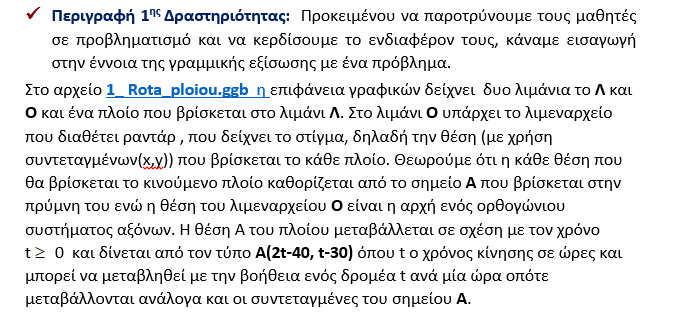 ✓ Περιγραφή 1ης Δραστηριότητας: Προκειμένου να παροτρύνουμε τους μαθητές
σε προβληματισμό και να κερδίσουμε το ενδιαφέρον τους, κάναμε εισαγωγή
στην έννοια της γραμμικής εξίσωσης με ένα πρόβλημα.
Στο αρχείο 1_ Rota_ploiou.ggb η επιφάνεια γραφικών δείχνει δυο λιμάνια το Λ και
Ο και ένα πλοίο που βρίσκεται στο λιμάνι Λ. Στο λιμάνι Ο υπάρχει το λιμεναρχείο
που διαθέτει ραντάρ , που δείχνει το στίγμα, δηλαδή την θέση (με χρήση
συντεταγμένων(x,y)) που βρίσκεται το κάθε πλοίο. Θεωρούμε ότι η κάθε θέση που
θα βρίσκεται το κινούμενο πλοίο καθορίζεται από το σημείο Α που βρίσκεται στην
πρύμνη του ενώ η θέση του λιμεναρχείου Ο είναι η αρχή ενός ορθογώνιου
συστήματος αξόνων. Η θέση Α του πλοίου μεταβάλλεται σε σχέση με τον χρόνο
t ≥ 0 και δίνεται από τον τύπο Α(2t-40, t-30) όπου t ο χρόνος κίνησης σε ώρες και
μπορεί να μεταβληθεί με την βοήθεια ενός δρομέα t ανά μία ώρα οπότε
μεταβάλλονται ανάλογα και οι συντεταγμένες του σημείου Α.